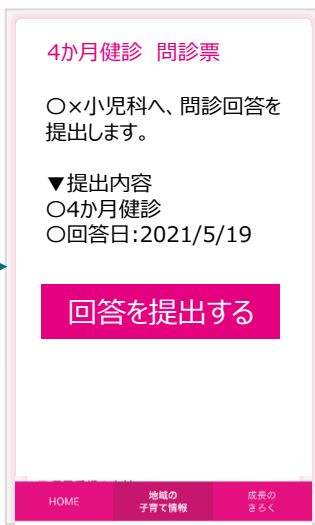 4か月健診 問診票
〇×小児科へ、問診回答を
提出します。
▼提出内容
〇4か月健診
〇回答日:2021/5/19
回答を提出する
HOME
地域の
子育て情報
成長の
きろく